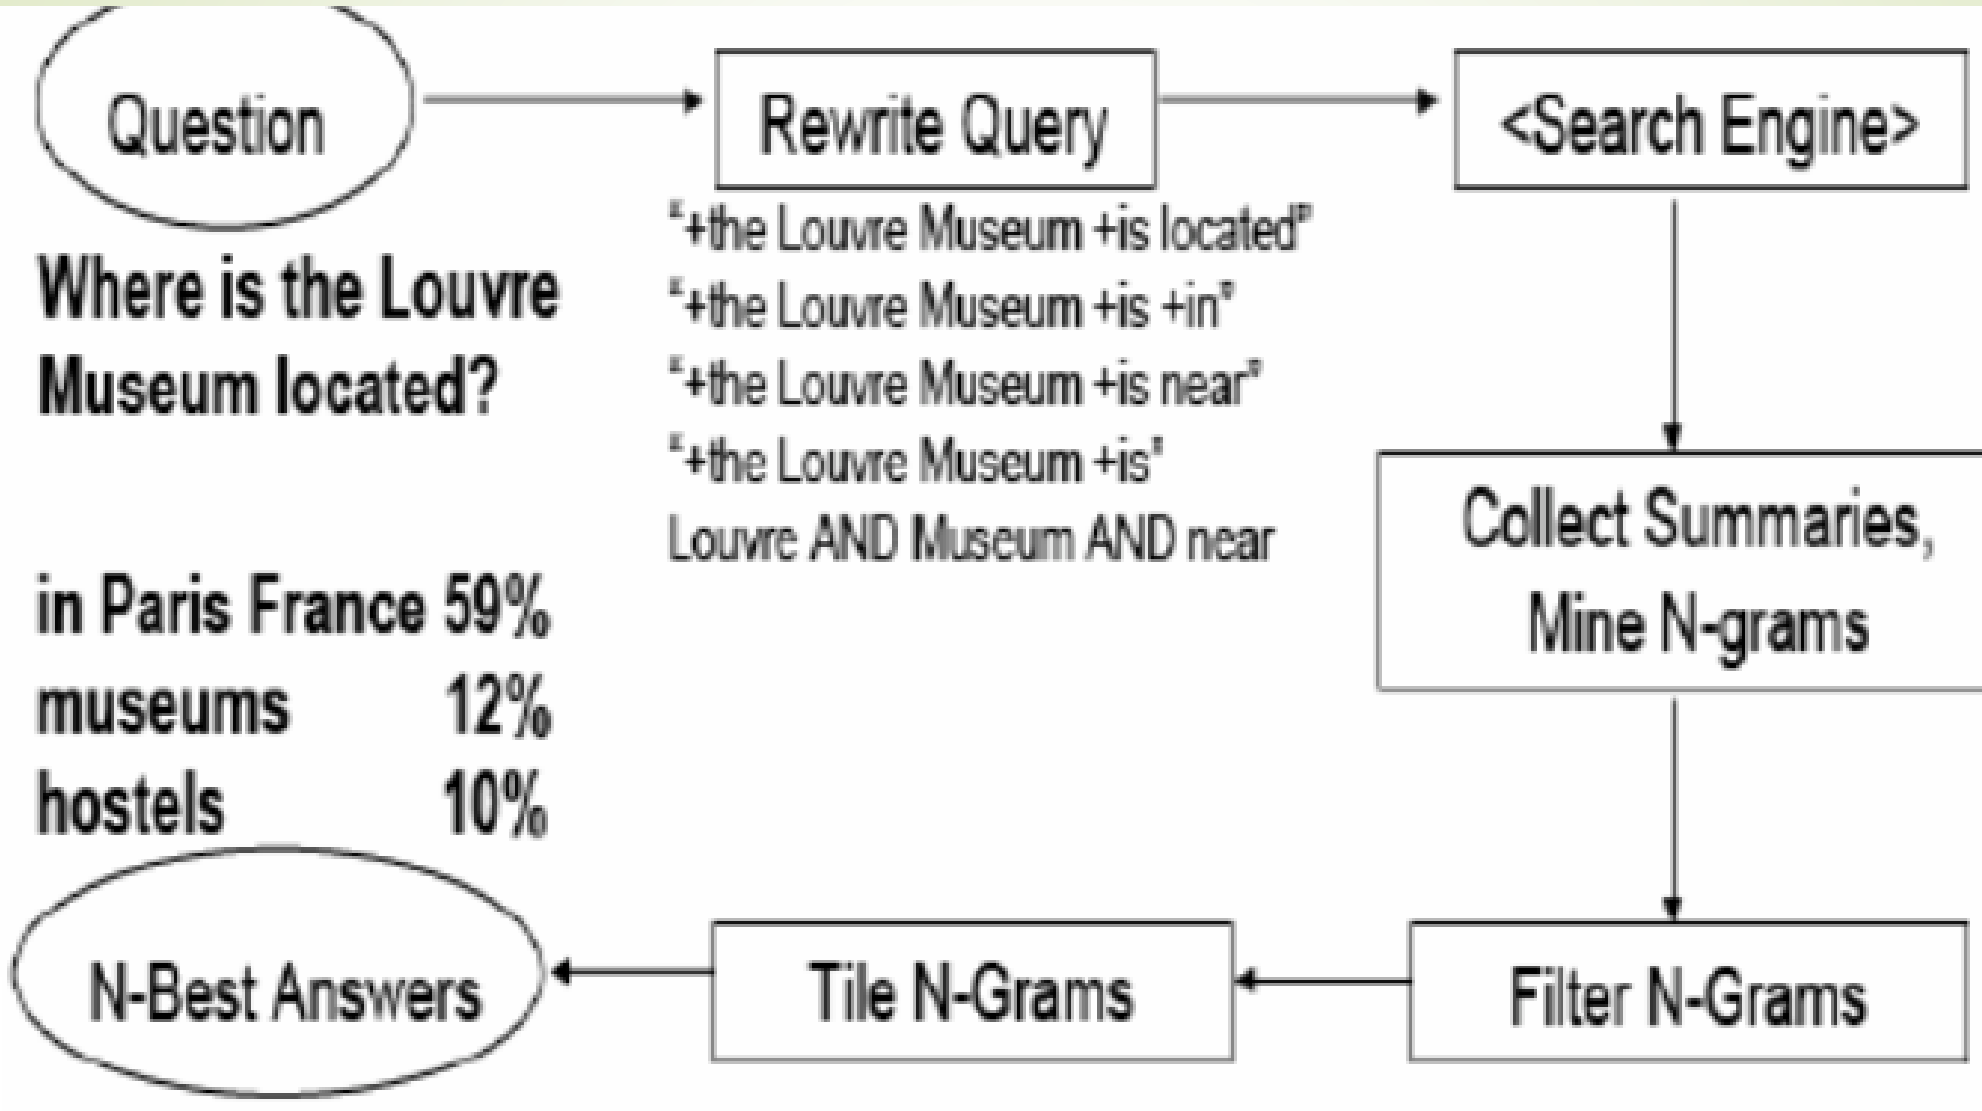 Question
Rewrite Query
<Search Engine>
Where is the Louvre
Museum located?
"+the Louvre Museum +is located"
"+the Louvre Museum +is +in"
"+the Louvre Museum +is near"
"+the Louvre Museum +is"
Louvre AND Museum AND near
Collect Summaries,
Mine N-grams
in Paris France 59%
museums 12%
hostels 10%
N-Best Answers
Tile N-Grams
Filter N-Grams